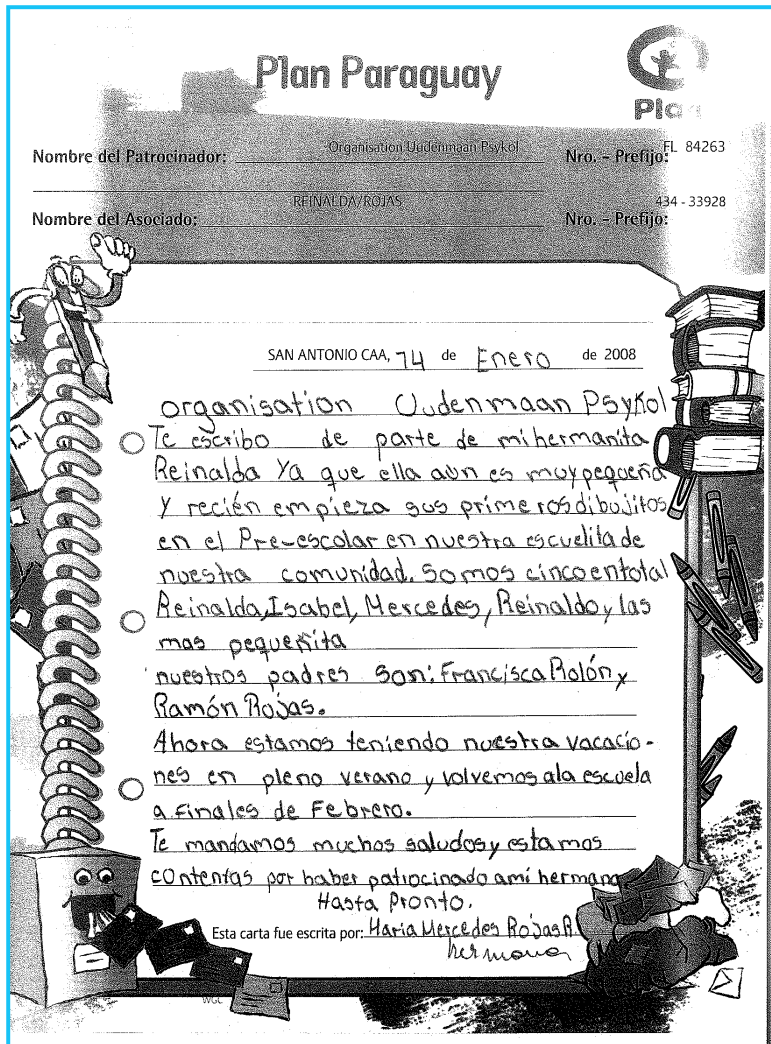 Plan Paraguay
Plan
Nombre del Patrocinador: Organisation Uudenmaan Psykol Nro. - Prefijo: FL 84263
Nombre del Asociado: REINALDA/ROJAS Nro. - Prefijo: 434 - 33928
SAN ANTONIO CAA, 14 de Enero de 2008
organisation Uudenmaan Psykol
Te escribo de parte de mi hermanita
Reinalda Ya que ella aun es muy pequeña
Y recién empieza sus primeros dibujitos
en el Pre-escolar en nuestra escuelita de
nuestra comunidad. Somos cinco en total
Reinalda, Isabel, Mercedes, Reinaldo y las
mas pequeñita
nuestros padres Son: Francisca Rolón y
Ramón Rojas.
Ahora estamos teniendo nuestra vacacio-
nes en pleno verano y volvemos ala escuela
a finales de Febrero.
Te mandamos muchos saludos y estamos
contentas por haber patrocinado ami hermana
Hasta Pronto.
Esta carta fue escrita por: Maria Mercedes Rojas R.
hermana
WGC